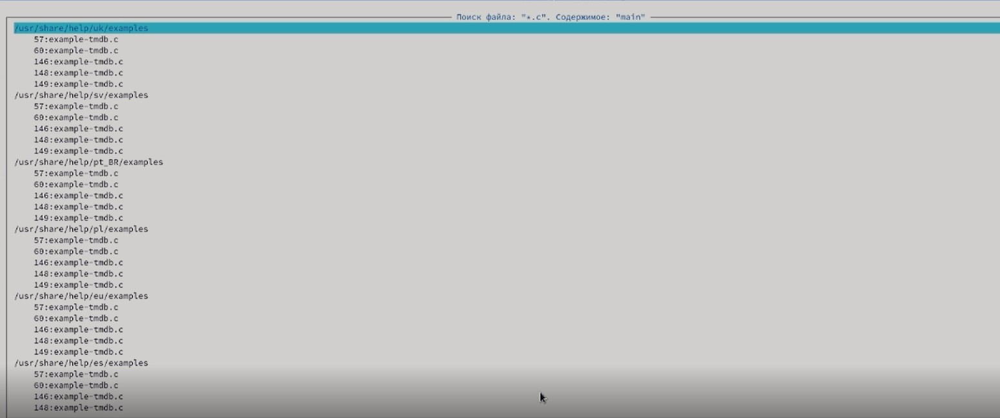 Поиск файла: "*.c". Содержимое: "main"
/usr/share/help/uk/examples
57:example-tmdb.c
60:example-tmdb.c
146:example-tmdb.c
148:example-tmdb.c
149:example-tmdb.c
/usr/share/help/sv/examples
57:example-tmdb.c
60:example-tmdb.c
146:example-tmdb.c
148:example-tmdb.c
149:example-tmdb.c
/usr/share/help/pt_BR/examples
57:example-tmdb.c
60:example-tmdb.c
146:example-tmdb.c
148:example-tmdb.c
149:example-tmdb.c
/usr/share/help/pl/examples
57:example-tmdb.c
60:example-tmdb.c
146:example-tmdb.c
148:example-tmdb.c
149:example-tmdb.c
/usr/share/help/eu/examples
57:example-tmdb.c
60:example-tmdb.c
146:example-tmdb.c
148:example-tmdb.c
149:example-tmdb.c
/usr/share/help/es/examples
57:example-tmdb.c
60:example-tmdb.c
146:example-tmdb.c
148:example-tmdb.c